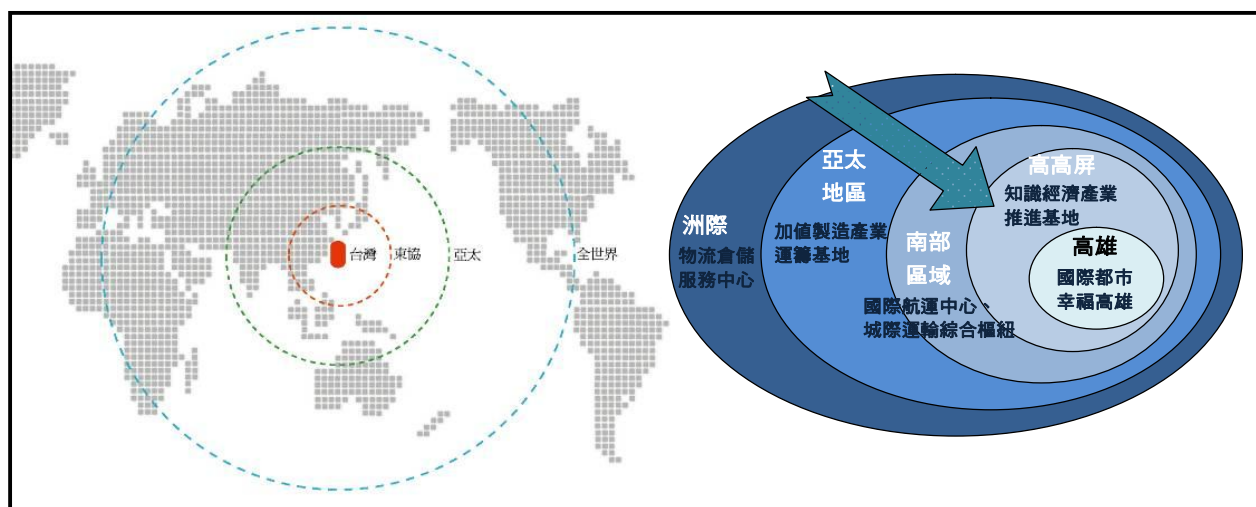 台灣
東協
亞太
全世界
洲際
物流倉儲
服務中心
亞太
地區
加值製造產業
運籌基地
南部
區域
國際航運中心、
城際運輸綜合樞紐
高高屏
知識經濟產業
推進基地
高雄
國際都市
幸福高雄